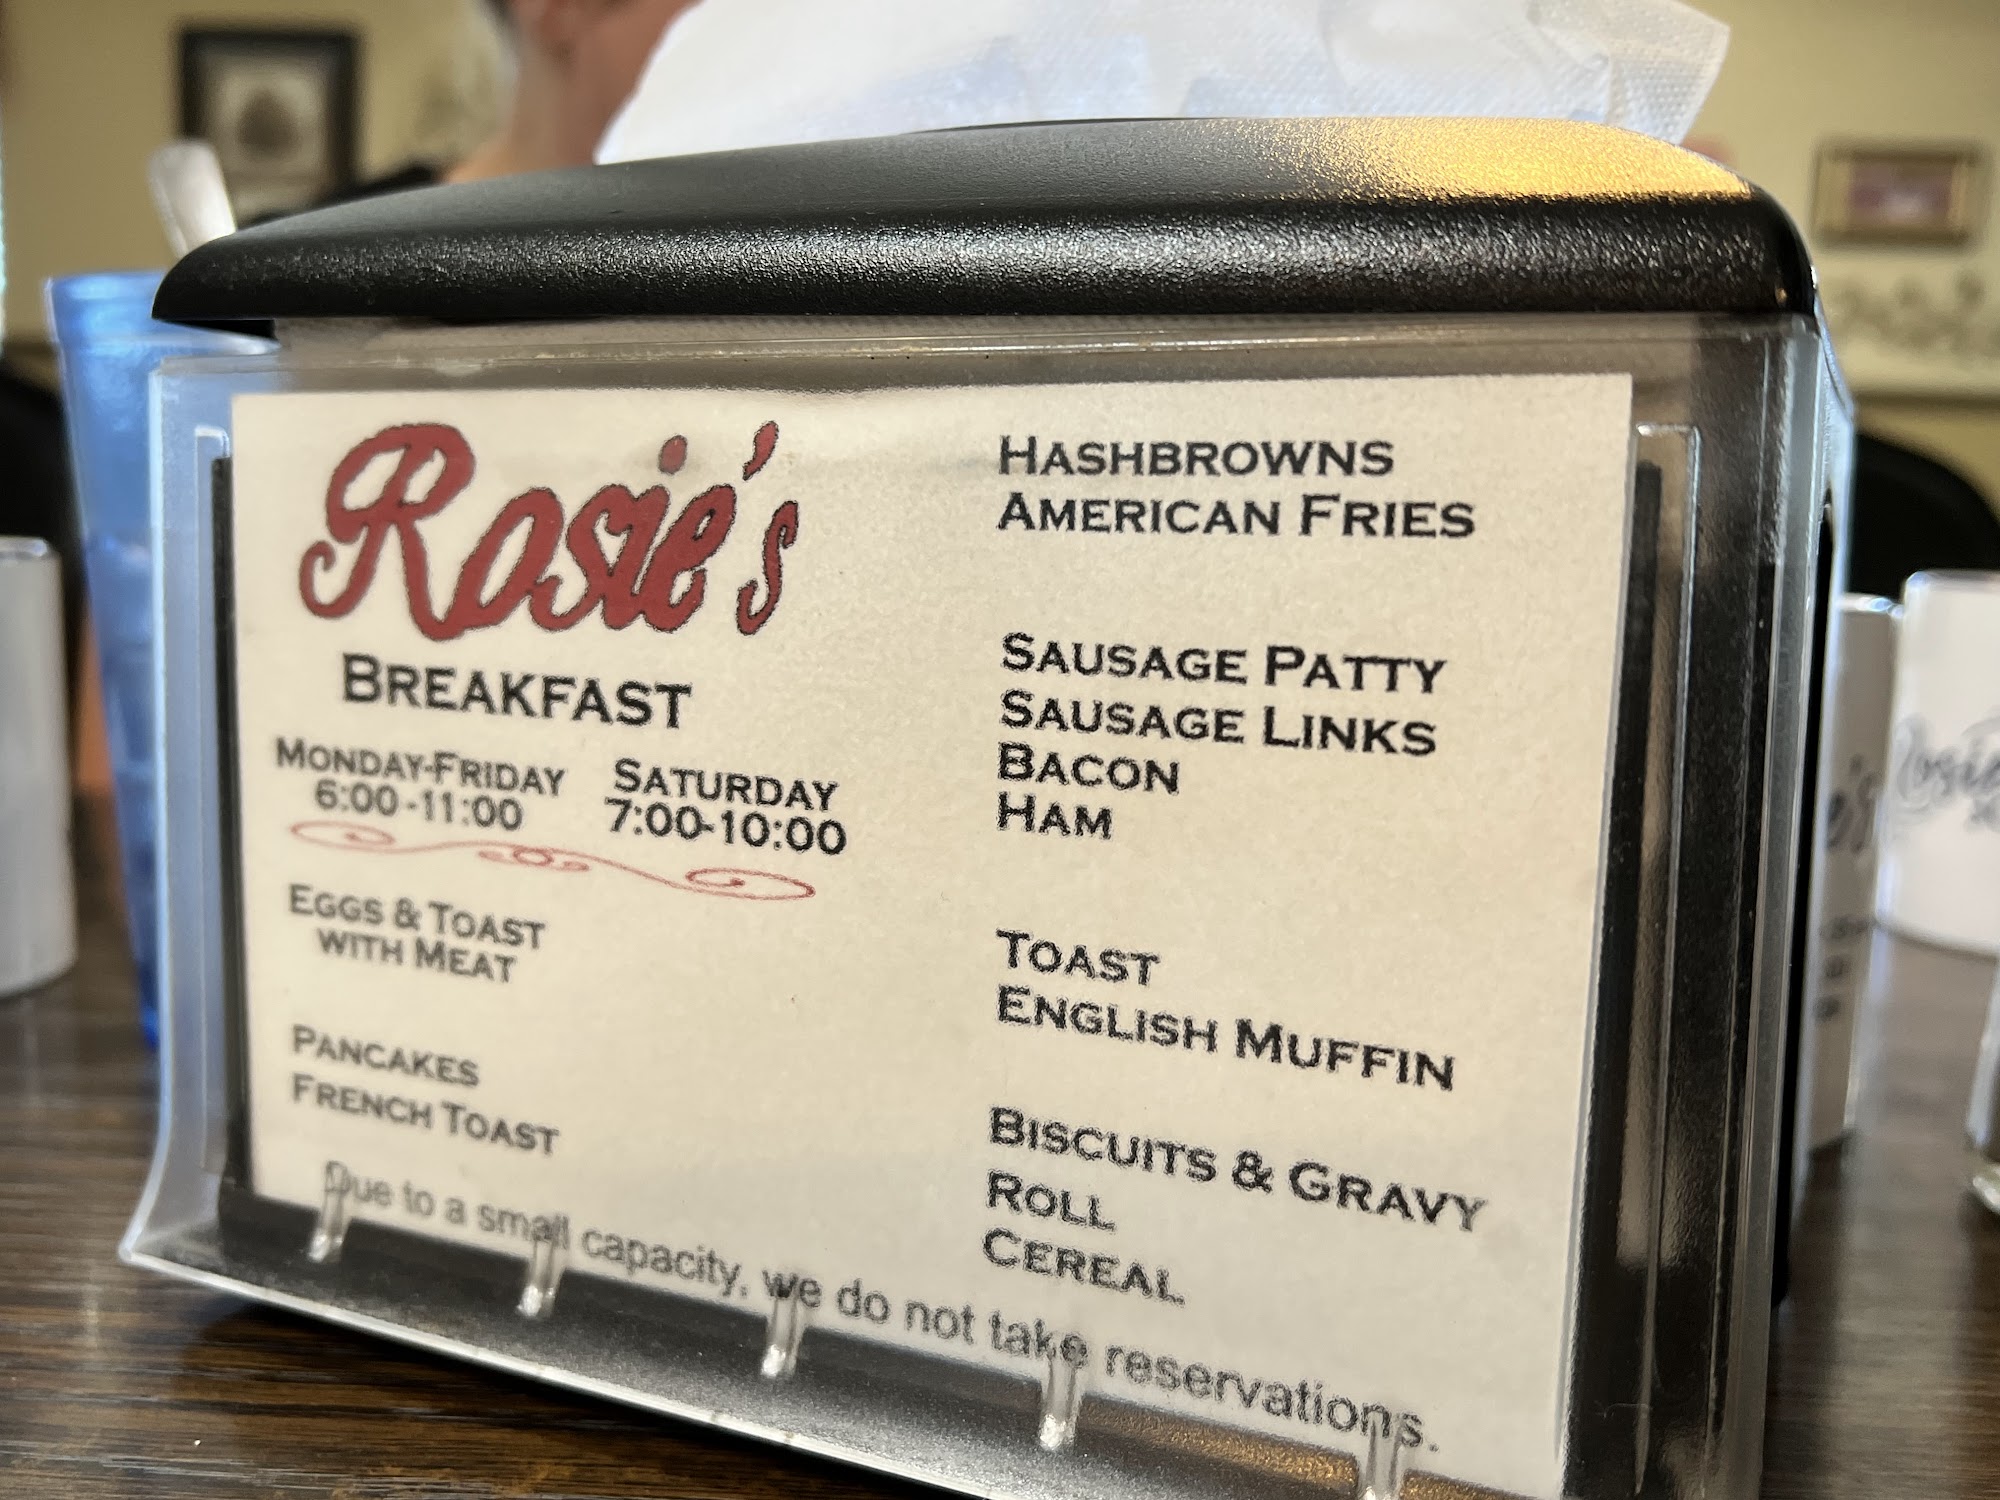 Rosie's
BREAKFAST
MONDAY-FRIDAY
6:00-11:00
SATURDAY
7:00-10:00
EGGS & TOAST
WITH MEAT
PANCAKES
FRENCH TOAST
HASHBROWNS
AMERICAN FRIES
SAUSAGE PATTY
SAUSAGE LINKS
BACON
HAM
TOAST
ENGLISH MUFFIN
BISCUITS & GRAVY
ROLL
CEREAL
Due to a small capacity, we do not take reservations.